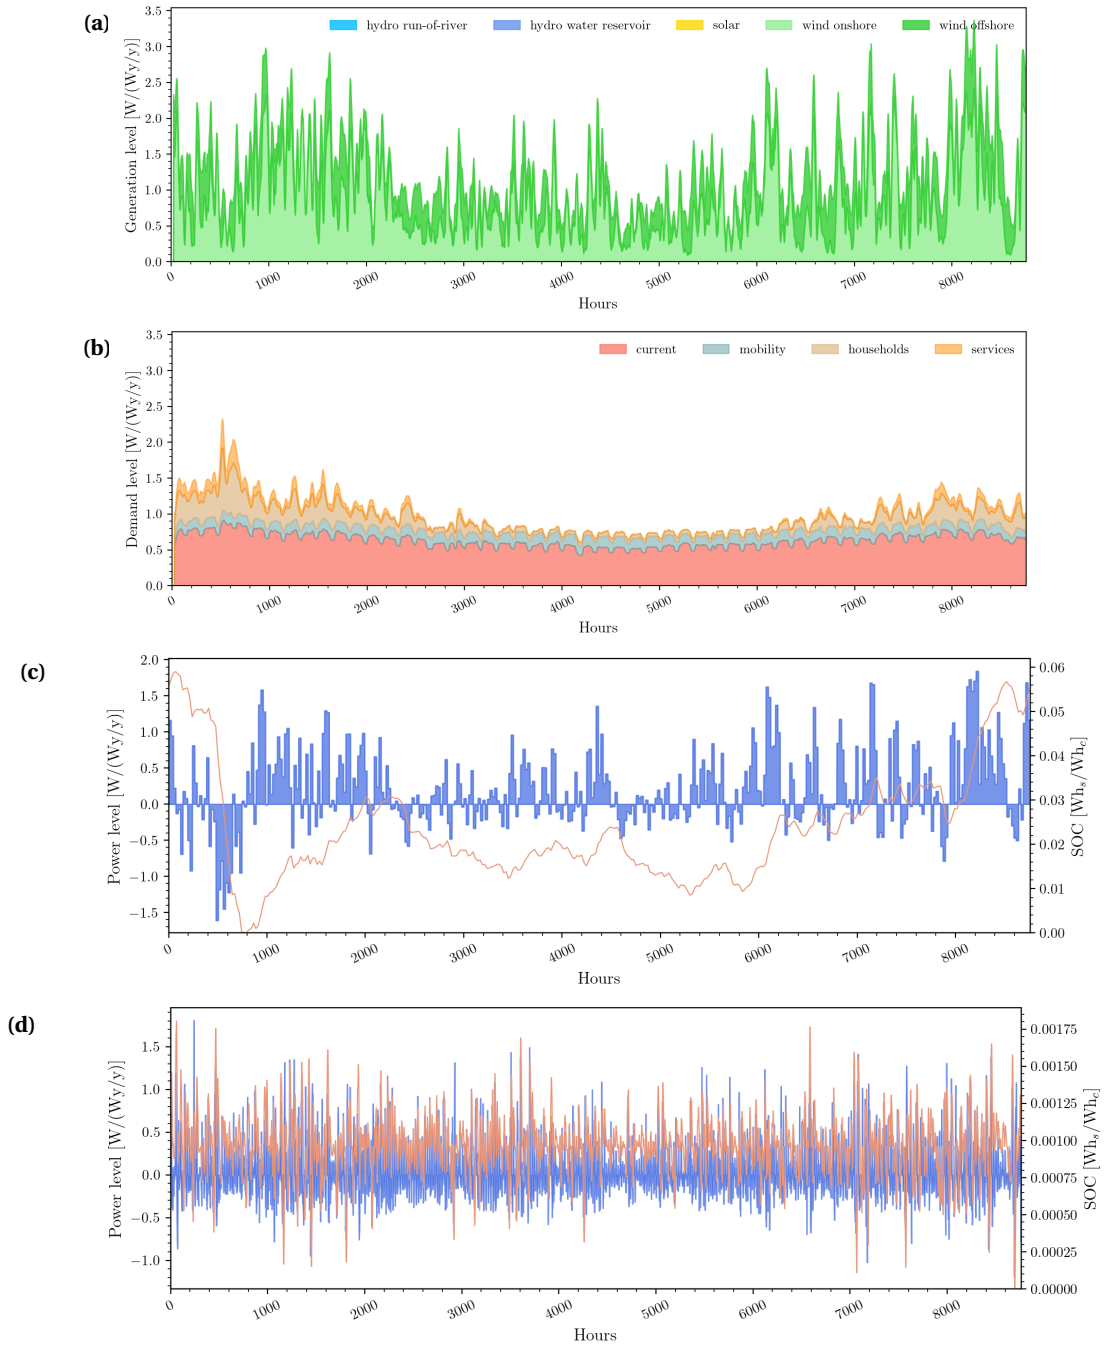 (a)
hydro run-of-river hydro water reservoir solar wind onshore wind offshore
Generation level [W/(Wy/y)]
3.5
3.0
2.5
2.0
1.5
1.0
0.5
0.0
0 1000 2000 3000 4000 5000 6000 7000 8000
Hours
(b)
current mobility households services
Demand level [W/(Wy/y)]
3.5
3.0
2.5
2.0
1.5
1.0
0.5
0.0
0 1000 2000 3000 4000 5000 6000 7000 8000
Hours
(c)
Power level [W/(Wy/y)]
2.0
1.5
1.0
0.5
0.0
−0.5
−1.0
−1.5
0.06
0.05
0.04
0.03
0.02
0.01
0.00
SOC [Whₛ/Wh_c]
0 1000 2000 3000 4000 5000 6000 7000 8000
Hours
(d)
Power level [W/(Wy/y)]
1.5
1.0
0.5
0.0
−0.5
−1.0
0.00175
0.00150
0.00125
0.00100
0.00075
0.00050
0.00025
0.00000
SOC [Whₛ/Wh_c]
0 1000 2000 3000 4000 5000 6000 7000 8000
Hours